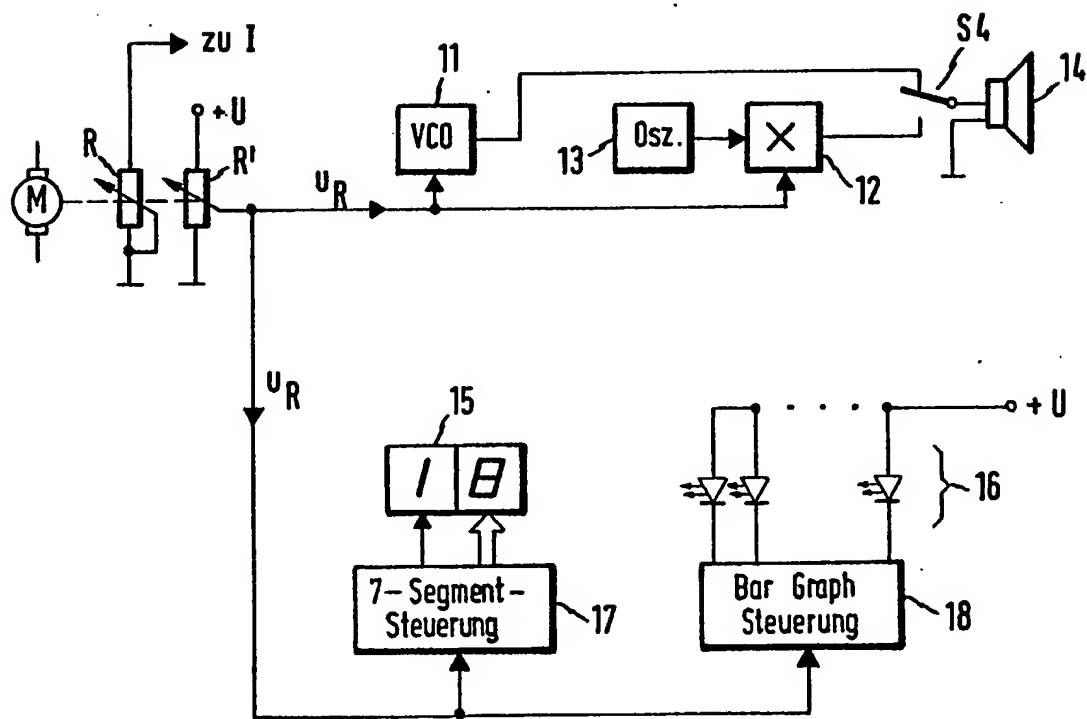 zu I
S4
11
14
+U
VCO
13
Osz.
X
12
R
R'
M
u_R
u_R
15
18
+ U
16
7-Segment-
Steuerung
17
Bar Graph
Steuerung
18